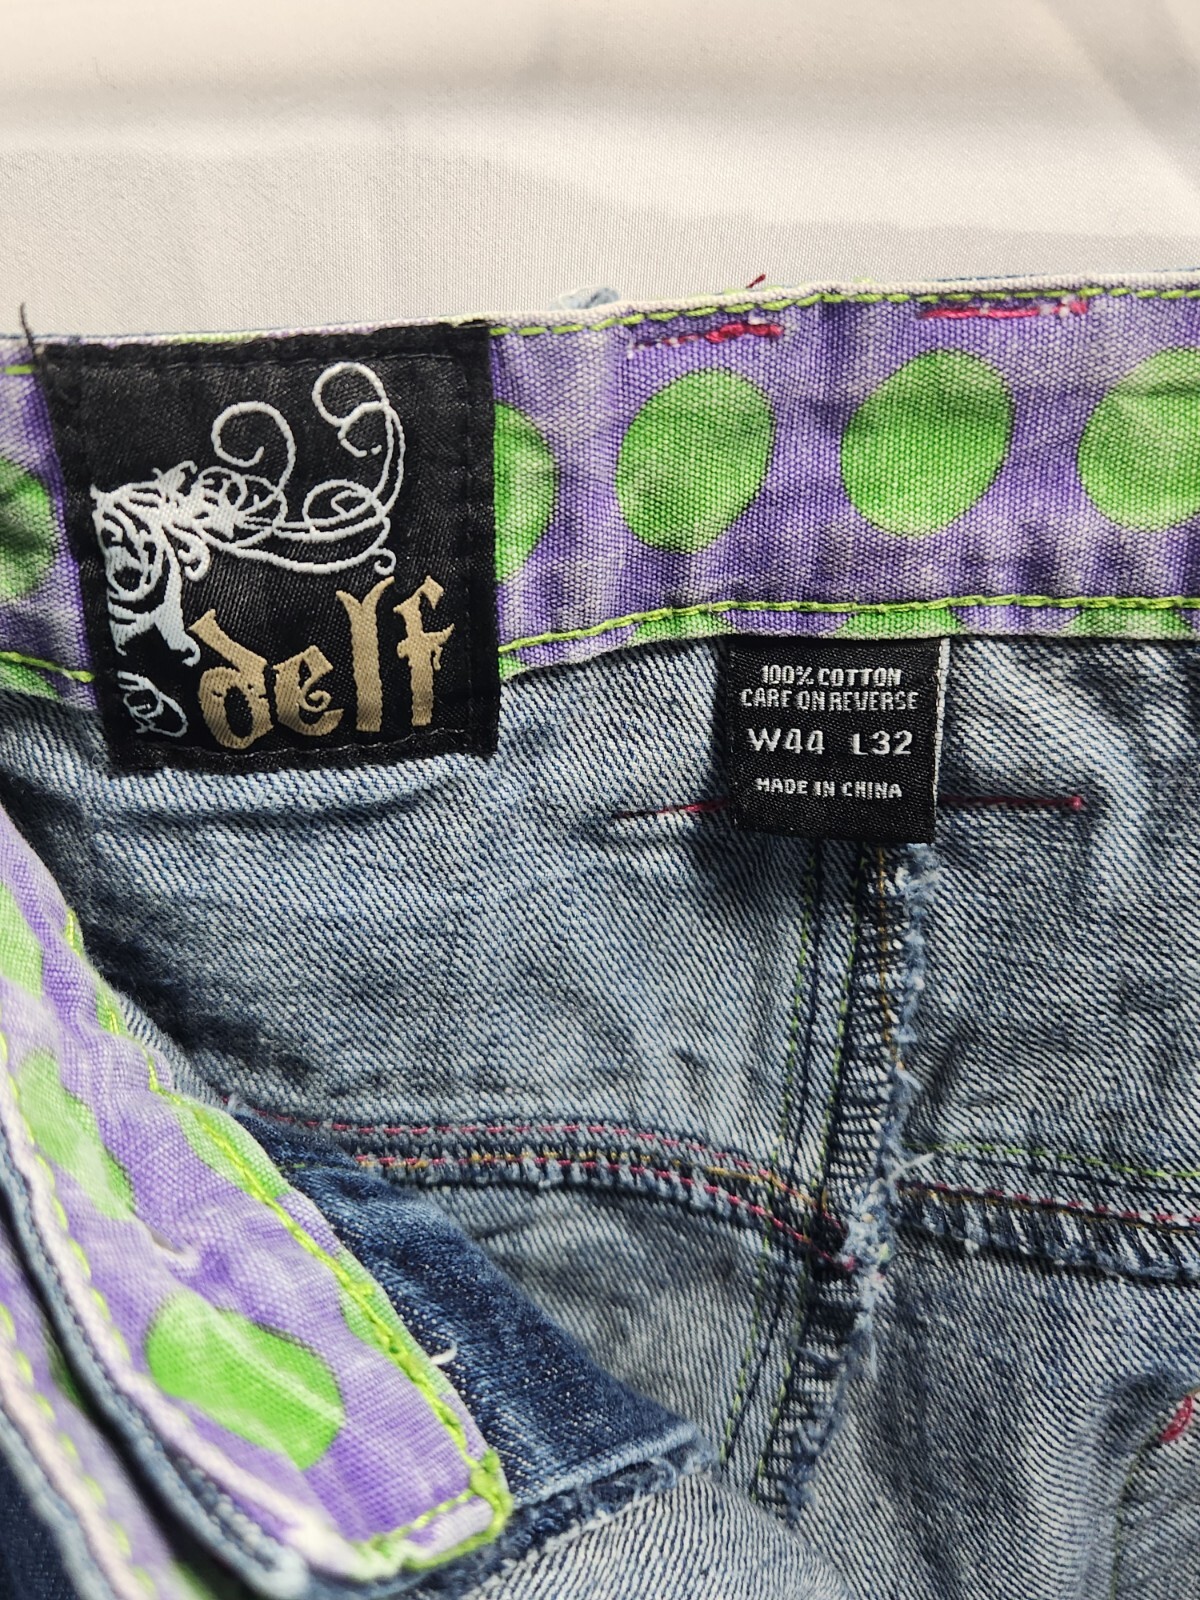 delf
100% COTTON
CARE ON REVERSE
W44 L32
MADE IN CHINA